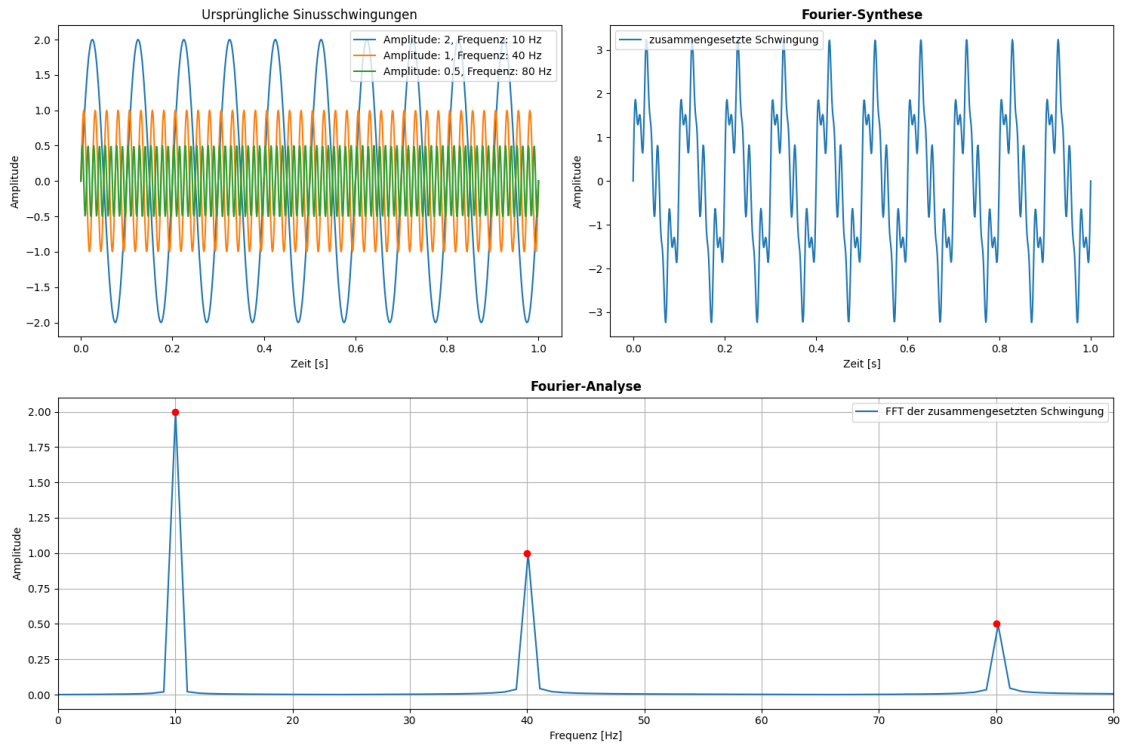 Ursprüngliche Sinusschwingungen
Amplitude: 2, Frequenz: 10 Hz
Amplitude: 1, Frequenz: 40 Hz
Amplitude: 0.5, Frequenz: 80 Hz
2.0
1.5
1.0
0.5
0.0
−0.5
−1.0
−1.5
−2.0
Amplitude
0.0 0.2 0.4 0.6 0.8 1.0
Zeit [s]
Fourier-Synthese
zusammengesetzte Schwingung
3
2
1
0
−1
−2
−3
Amplitude
0.0 0.2 0.4 0.6 0.8 1.0
Zeit [s]
Fourier-Analyse
FFT der zusammengesetzten Schwingung
2.00
1.75
1.50
1.25
1.00
0.75
0.50
0.25
0.00
Amplitude
0 10 20 30 40 50 60 70 80 90
Frequenz [Hz]